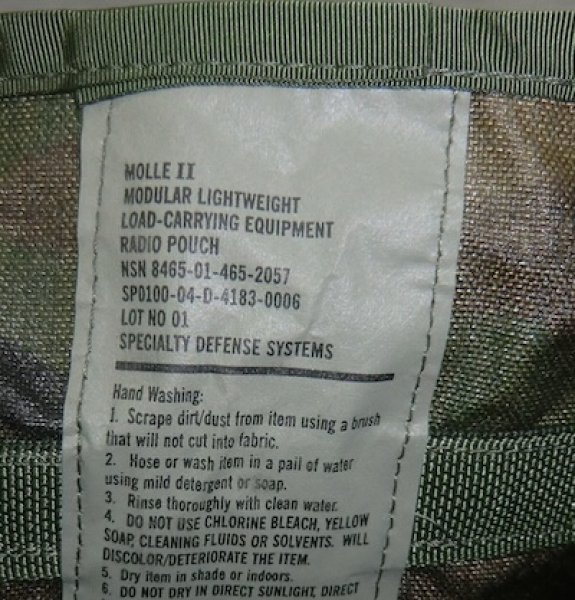 MOLLE II
MODULAR LIGHTWEIGHT
LOAD-CARRYING EQUIPMENT
RADIO POUCH
NSN 8465-01-465-2057
SP0100-04-D-4183-0006
LOT NO 01
SPECIALTY DEFENSE SYSTEMS
Hand Washing:
1. Scrape dirt/dust from item using a brush
that will not cut into fabric.
2. Hose or wash item in a pail of water
using mild detergent or soap.
3. Rinse thoroughly with clean water.
4. DO NOT USE CHLORINE BLEACH, YELLOW
SOAP, CLEANING FLUIDS OR SOLVENTS. WILL
DISCOLOR/DETERIORATE THE ITEM.
5. Dry item in shade or indoors.
6. DO NOT DRY IN DIRECT SUNLIGHT, DIRECT